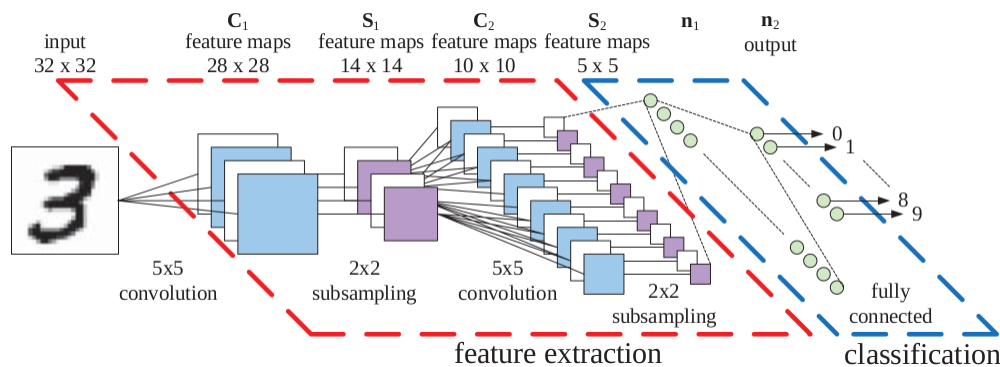 input
32 x 32
C1
feature maps
28 x 28
S1
feature maps
14 x 14
C2
feature maps
10 x 10
S2
feature maps
5 x 5
n1
n2
output
3
0
1
8
9
5x5
convolution
2x2
subsampling
5x5
convolution
2x2
subsampling
fully
connected
feature extraction
classification